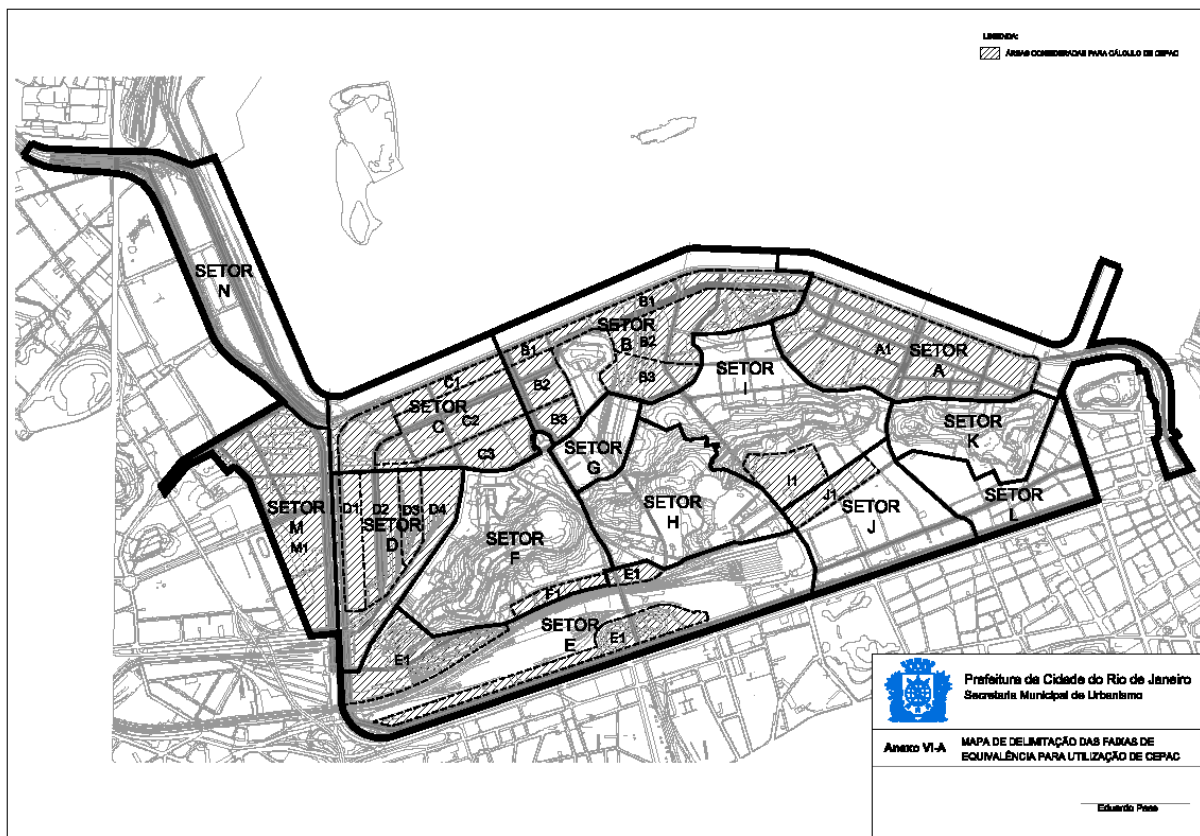 LEGENDA:
ÁREAS CONSIDERADAS PARA CÁLCULO DE CEPAC
SETOR
N
B1
SETOR
B
B2
B1
A1
SETOR
A
C1
B2
B3
SETOR
I
SETOR
C
C2
B3
SETOR
K
C3
SETOR
G
I1
J1
D1
D2
D3
D4
SETOR
D
SETOR
M
M1
SETOR
H
SETOR
J
SETOR
L
SETOR
F
E1
F1
SETOR
E
E1
E1
Prefeitura da Cidade do Rio de Janeiro
Secretaria Municipal de Urbanismo
Anexo VI-A
MAPA DE DELIMITAÇÃO DAS FAIXAS DE
EQUIVALÊNCIA PARA UTILIZAÇÃO DE CEPAC
Eduardo Paes